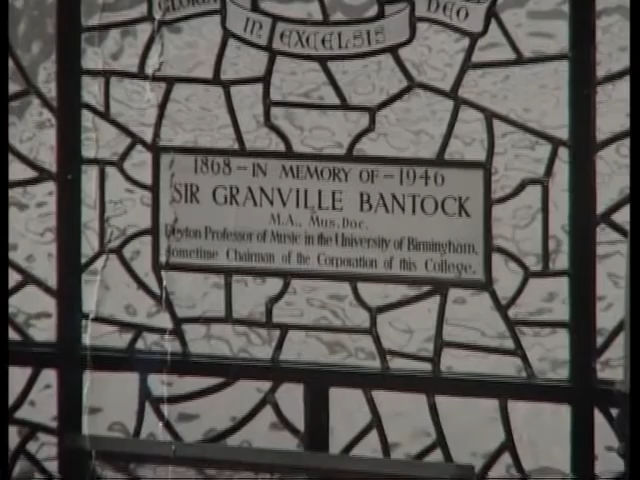 GLORIA
IN EXCELSIS
DEO
1868 – IN MEMORY OF – 1946
SIR GRANVILLE BANTOCK
M.A., Mus. Doc.
Peyton Professor of Music in the University of Birmingham.
Sometime Chairman of the Corporation of this College.